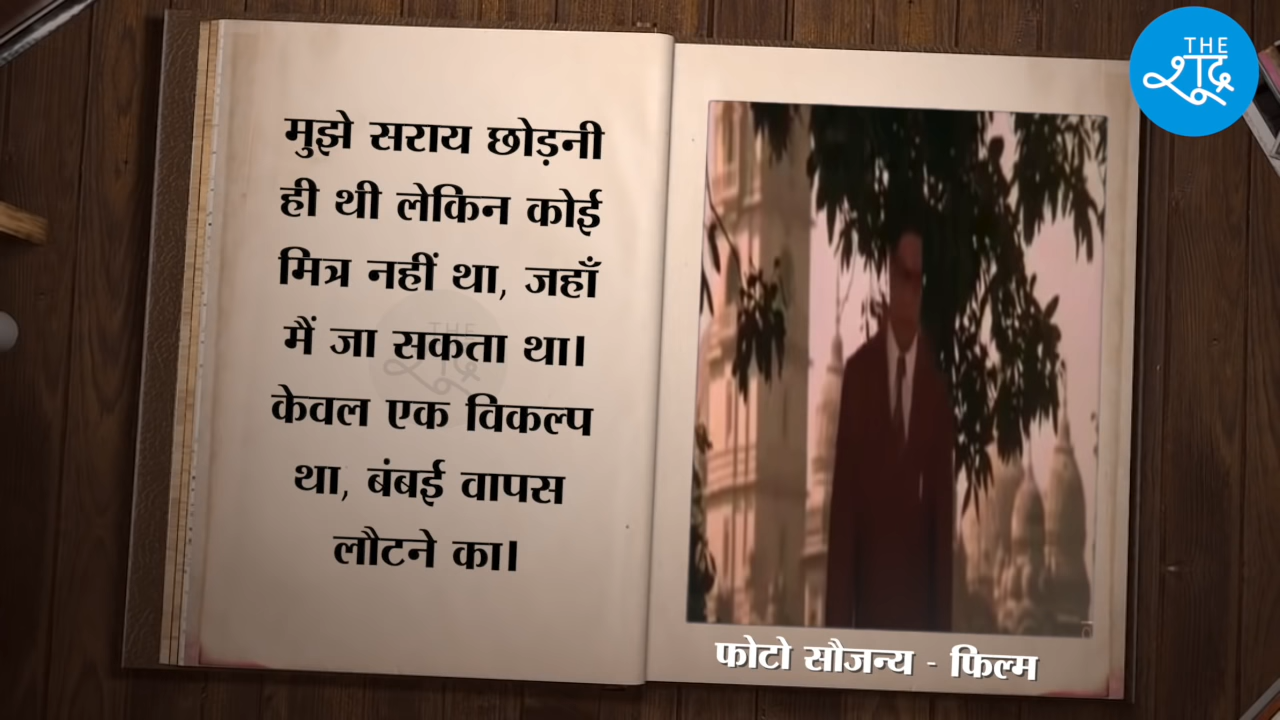 मुझे सराय छोड़नी
ही थी लेकिन कोई
मित्र नहीं था, जहाँ
मैं जा सकता था।
केवल एक विकल्प
था, बंबई वापस
लौटने का।
फोटो सौजन्य - फिल्म
THE
शूद्र